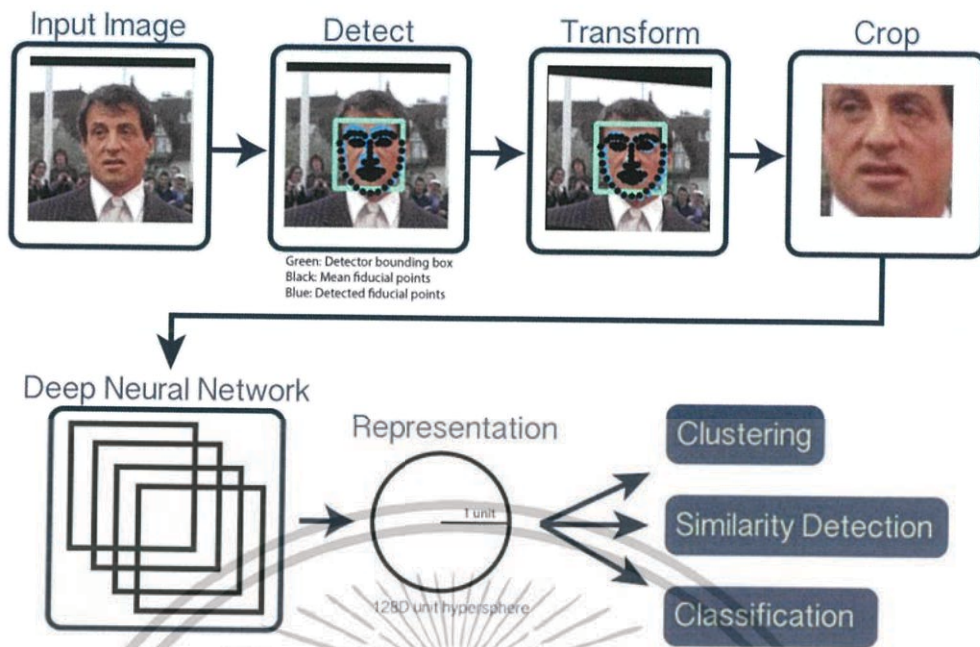 Input Image
Detect
Transform
Crop
Green: Detector bounding box
Black: Mean fiducial points
Blue: Detected fiducial points
Deep Neural Network
Representation
1 unit
128D unit hypersphere
Clustering
Similarity Detection
Classification